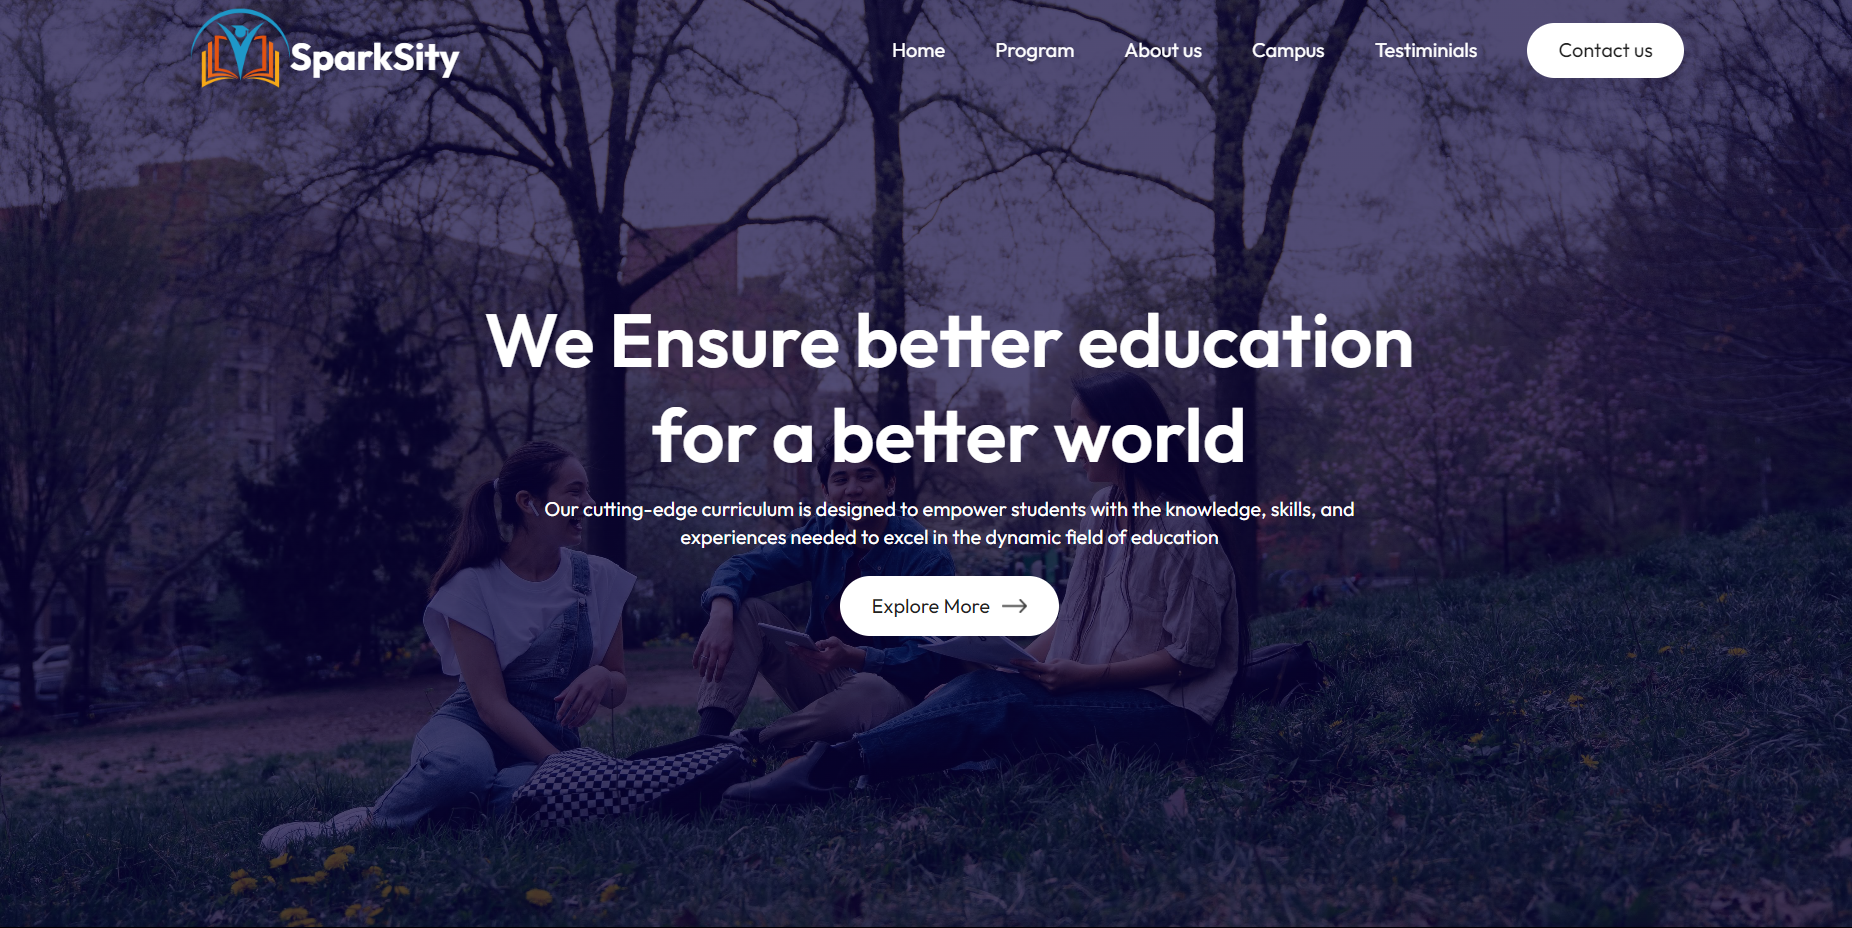 SparkSity
Home Program About us Campus Testiminials Contact us
We Ensure better education
for a better world
Our cutting-edge curriculum is designed to empower students with the knowledge, skills, and
experiences needed to excel in the dynamic field of education
Explore More